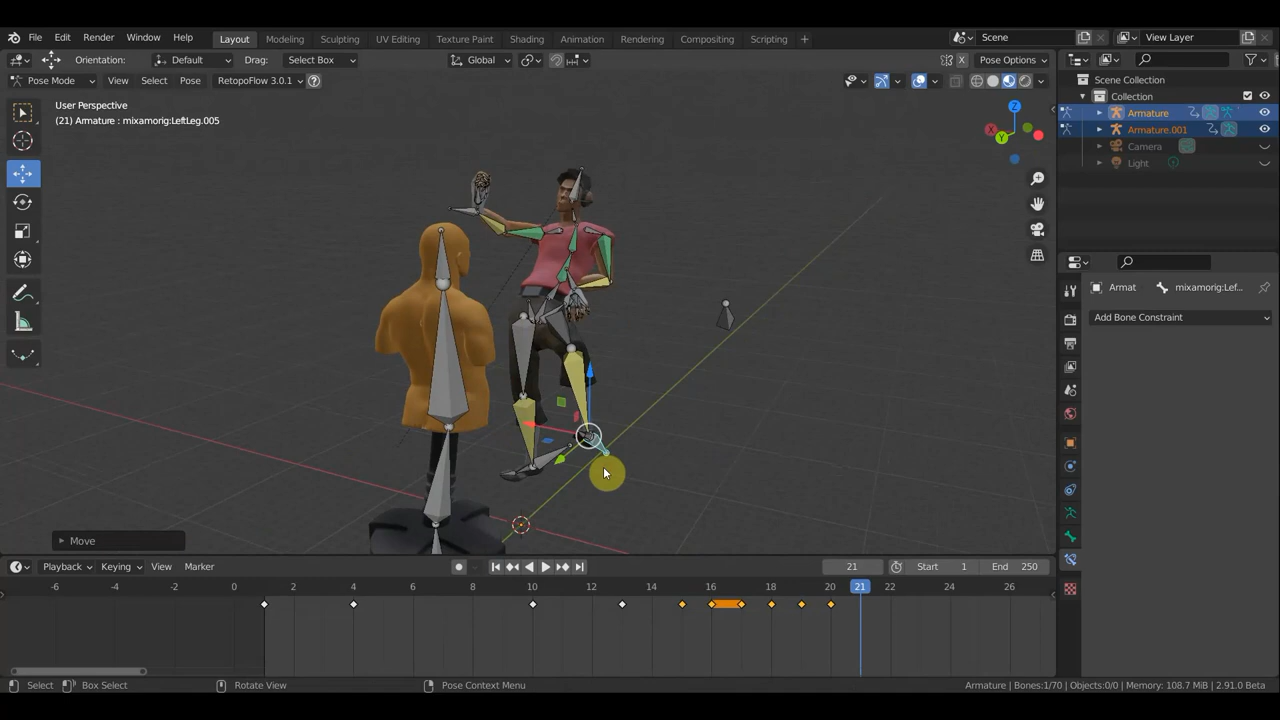 File Edit Render Window Help Layout Modeling Sculpting UV Editing Texture Paint Shading Animation Rendering Compositing Scripting + Scene View Layer
Orientation: Default Drag: Select Box Global X Pose Options
Pose Mode View Select Pose RetopoFlow 3.0.1 ?
User Perspective
(21) Armature : mixamorig:LeftLeg.005
Z
X
Y
Scene Collection
Collection
Armature
Armature.001
Camera
Light
Armat mixamorig:Lef...
Add Bone Constraint
Move
Playback Keying View Marker 21 Start 1 End 250
-6 -4 -2 0 2 4 6 8 10 12 14 16 18 20 21 22 24 26
Select Box Select Rotate View Pose Context Menu Armature | Bones:1/70 | Objects:0/0 | Memory: 108.7 MiB | 2.91.0 Beta